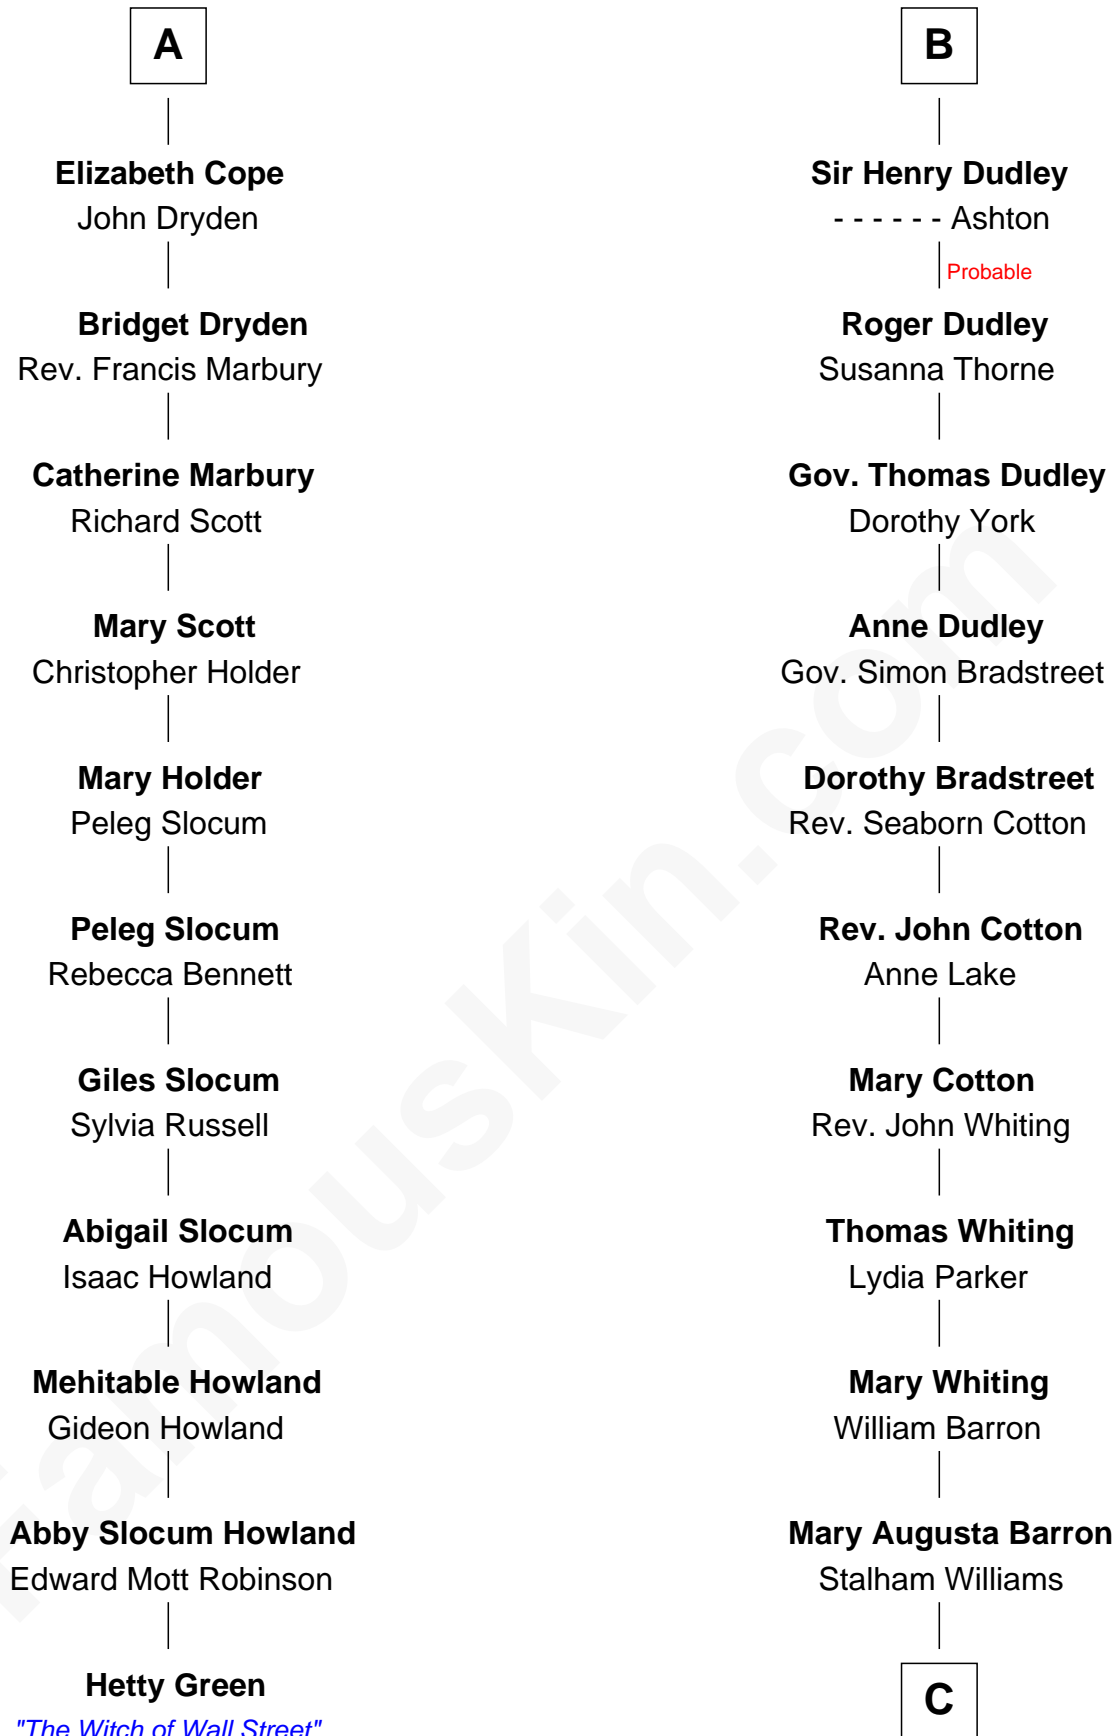 A
Elizabeth Cope
John Dryden
Bridget Dryden
Rev. Francis Marbury
Catherine Marbury
Richard Scott
Mary Scott
Christopher Holder
Mary Holder
Peleg Slocum
Peleg Slocum
Rebecca Bennett
Giles Slocum
Sylvia Russell
Abigail Slocum
Isaac Howland
Mehitable Howland
Gideon Howland
Abby Slocum Howland
Edward Mott Robinson
Hetty Green
"The Witch of Wall Street"
B
Sir Henry Dudley
- - - - - - Ashton
Probable
Roger Dudley
Susanna Thorne
Gov. Thomas Dudley
Dorothy York
Anne Dudley
Gov. Simon Bradstreet
Dorothy Bradstreet
Rev. Seaborn Cotton
Rev. John Cotton
Anne Lake
Mary Cotton
Rev. John Whiting
Thomas Whiting
Lydia Parker
Mary Whiting
William Barron
Mary Augusta Barron
Stalham Williams
C
FamousKin.com